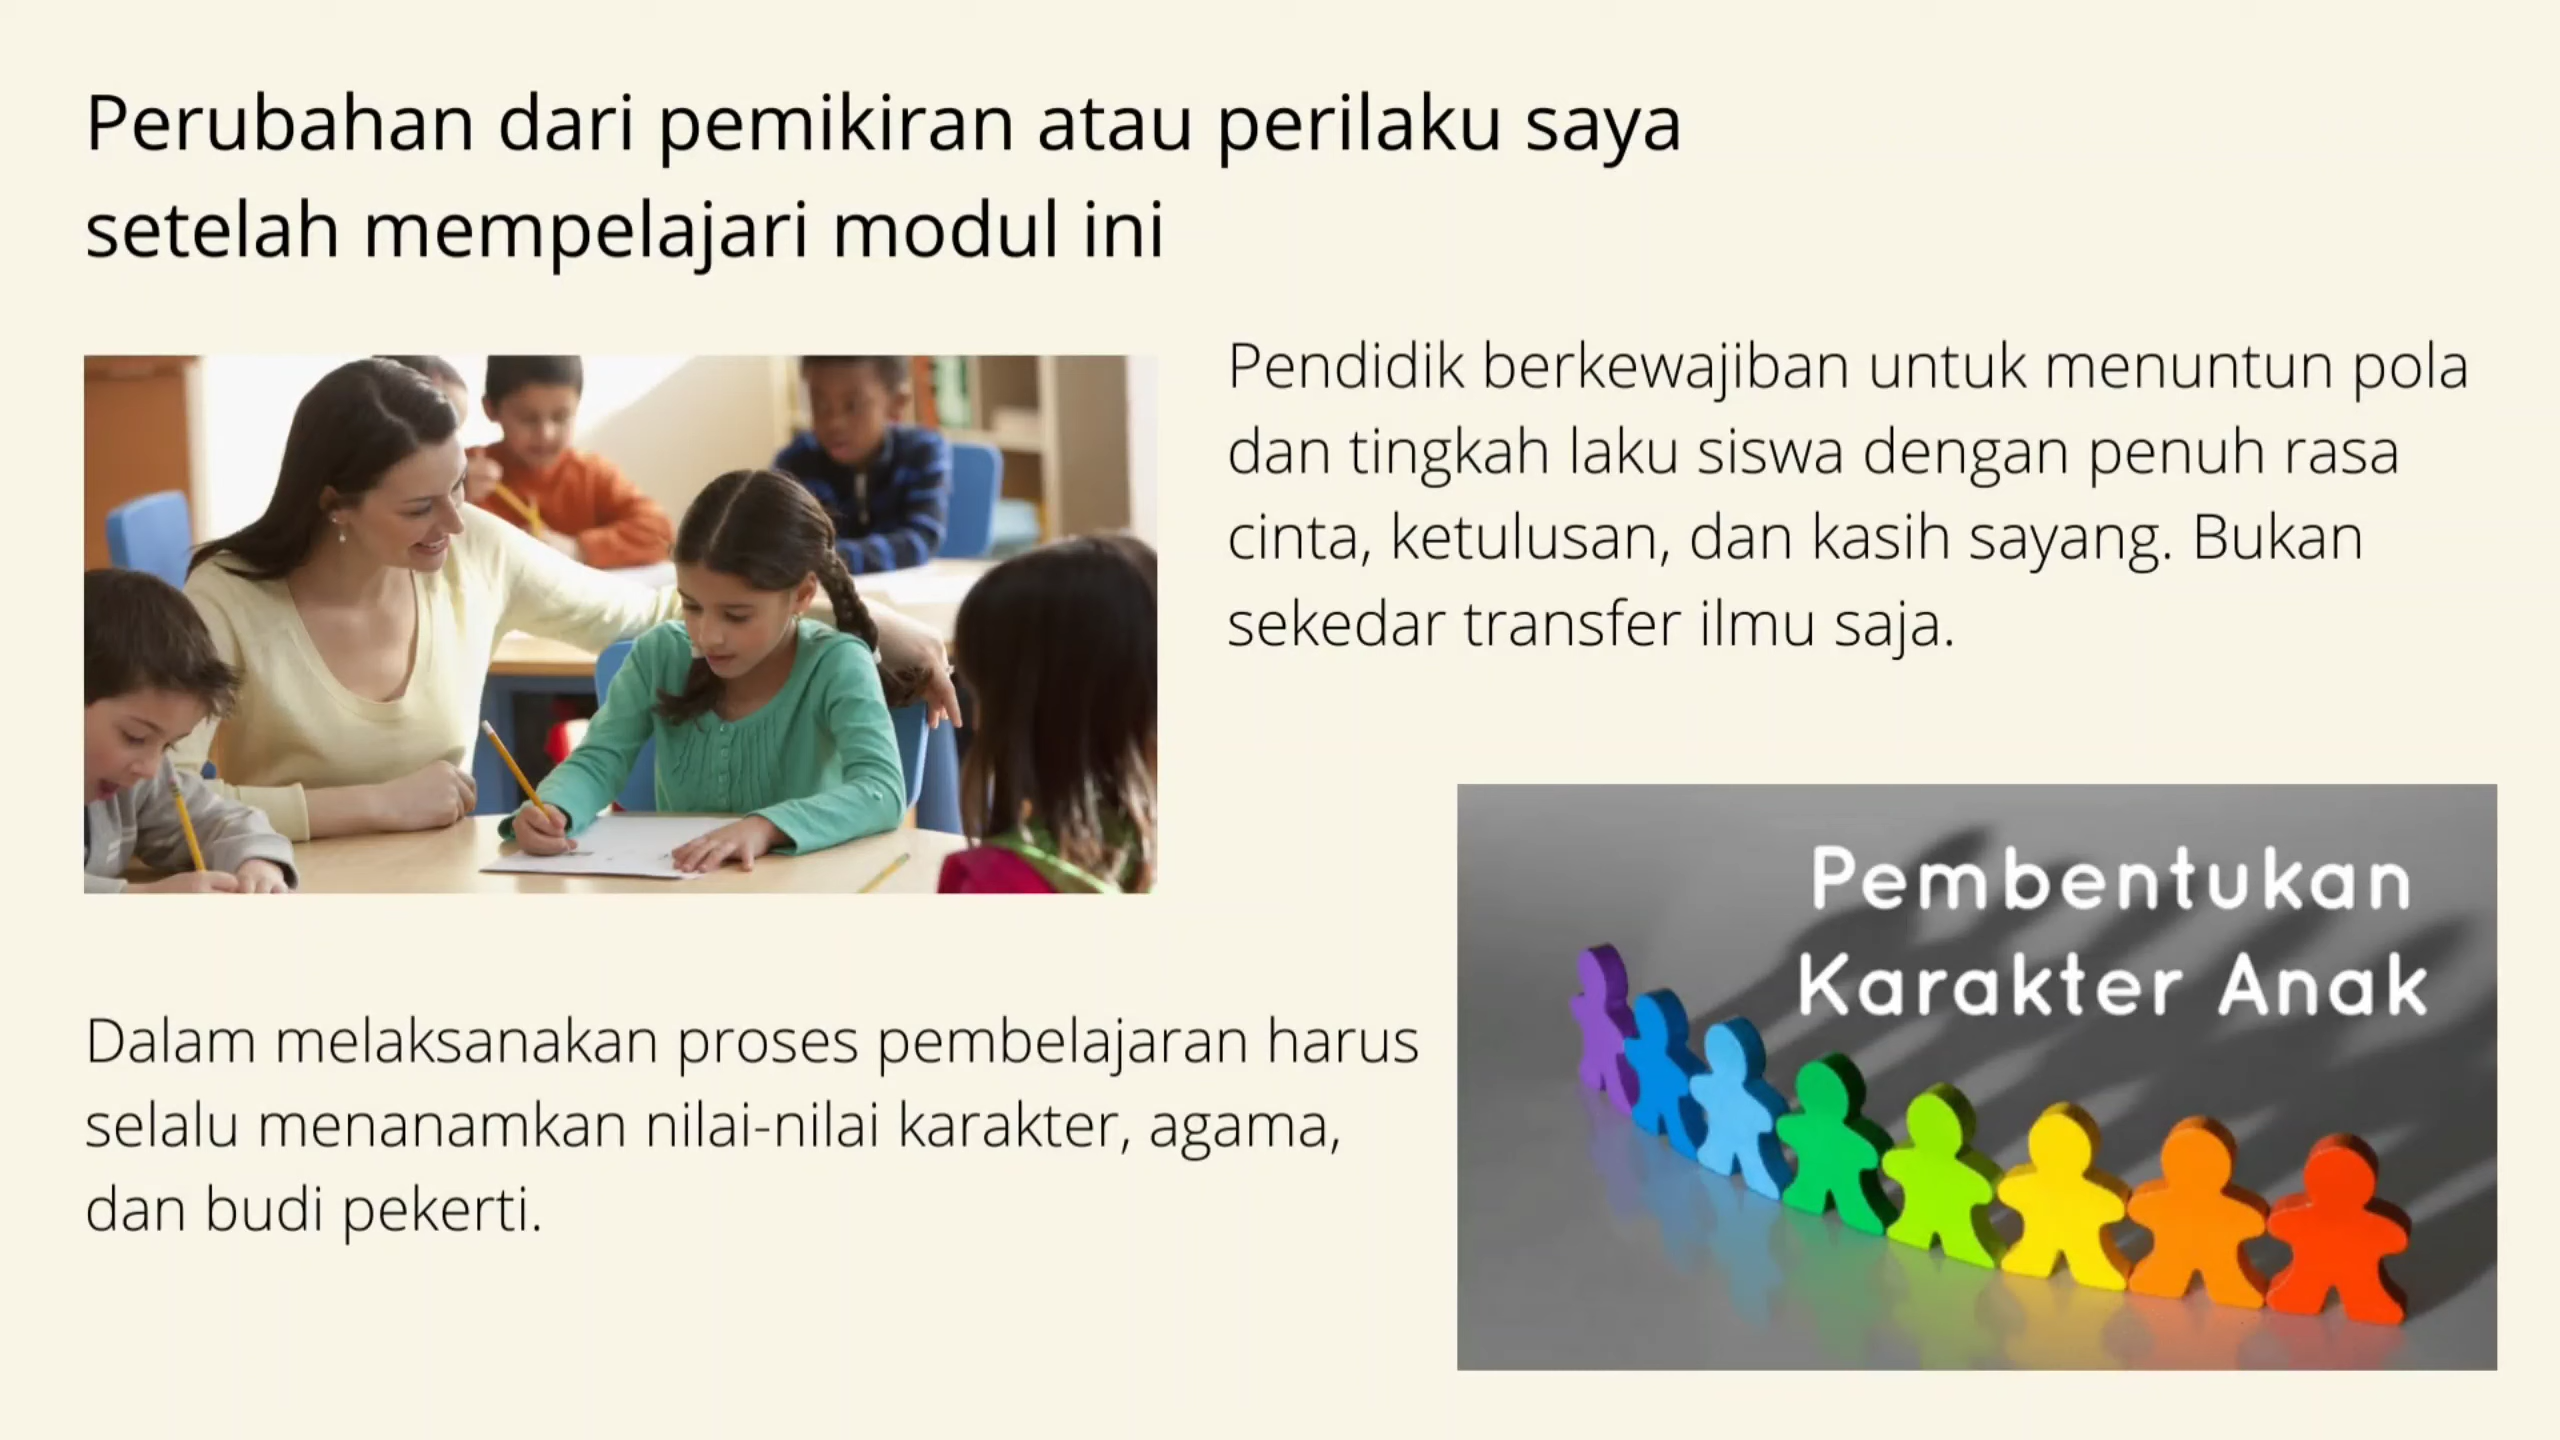 Perubahan dari pemikiran atau perilaku saya
setelah mempelajari modul ini
Pendidik berkewajiban untuk menuntun pola
dan tingkah laku siswa dengan penuh rasa
cinta, ketulusan, dan kasih sayang. Bukan
sekedar transfer ilmu saja.
Pembentukan
Karakter Anak
Dalam melaksanakan proses pembelajaran harus
selalu menanamkan nilai-nilai karakter, agama,
dan budi pekerti.